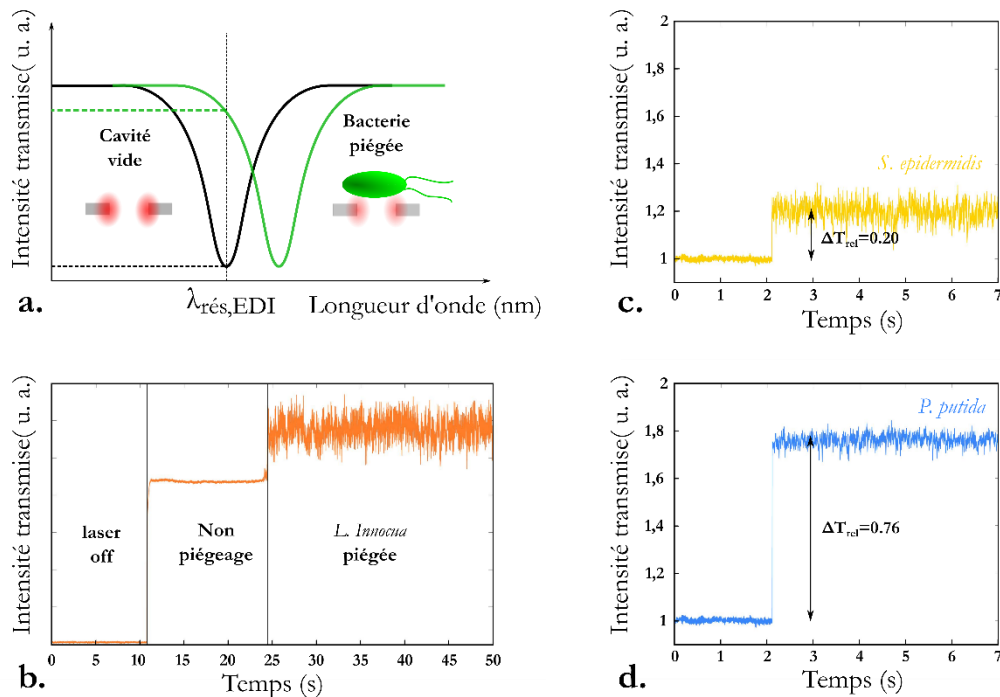 Intensité transmise( u. a.)
Cavité
vide
Bacterie
piégée
λrés,EDI
Longueur d'onde (nm)
a.
Intensité transmise( u. a.)
2
1,8
1,6
1,4
1,2
1
S. epidermidis
ΔTrel=0.20
0 1 2 3 4 5 6 7
Temps (s)
c.
Intensité transmise( u. a.)
laser
off
Non
piégeage
L. Innocua
piégée
0 5 10 15 20 25 30 35 40 45 50
Temps (s)
b.
Intensité transmise( u. a.)
2
1,8
1,6
1,4
1,2
1
P. putida
ΔTrel=0.76
0 1 2 3 4 5 6 7
Temps (s)
d.